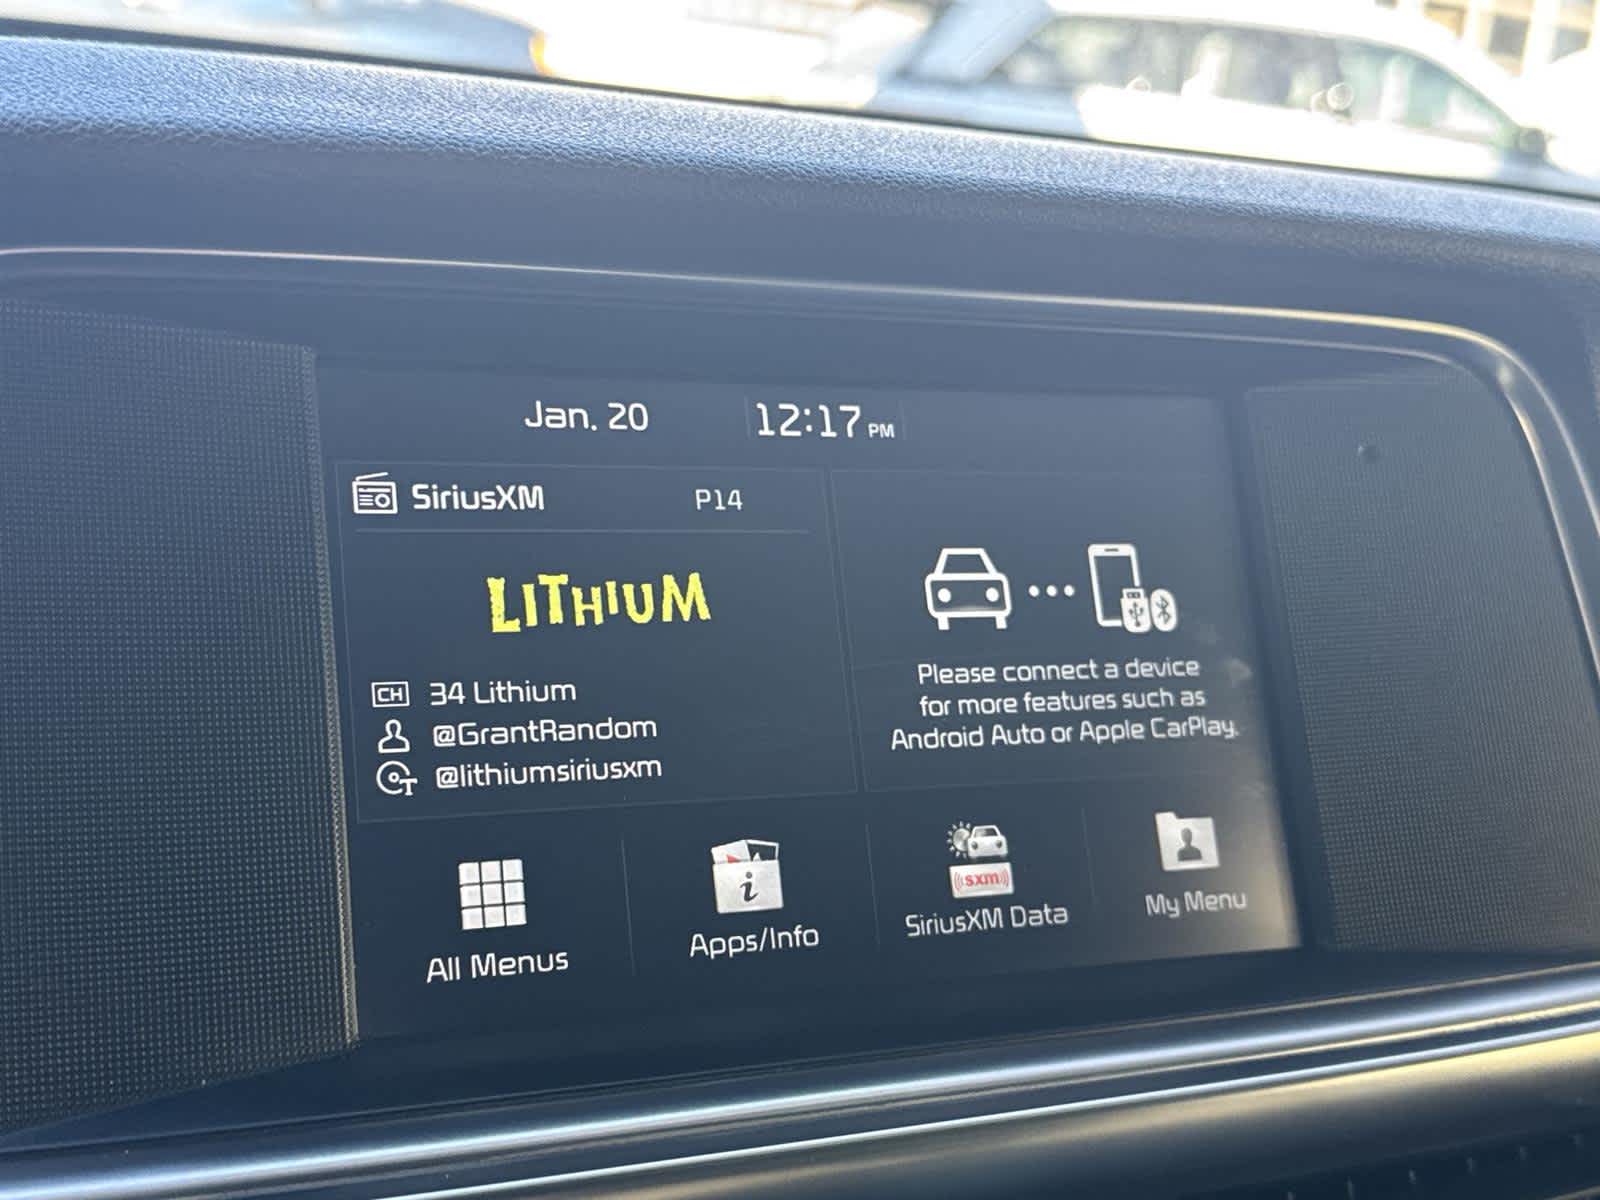 Jan. 20 12:17 PM
SiriusXM P14
LITHIUM
CH 34 Lithium
@GrantRandom
T @lithiumsiriusxm
Please connect a device
for more features such as
Android Auto or Apple CarPlay.
All Menus
i
Apps/Info
sxm
SiriusXM Data
My Menu